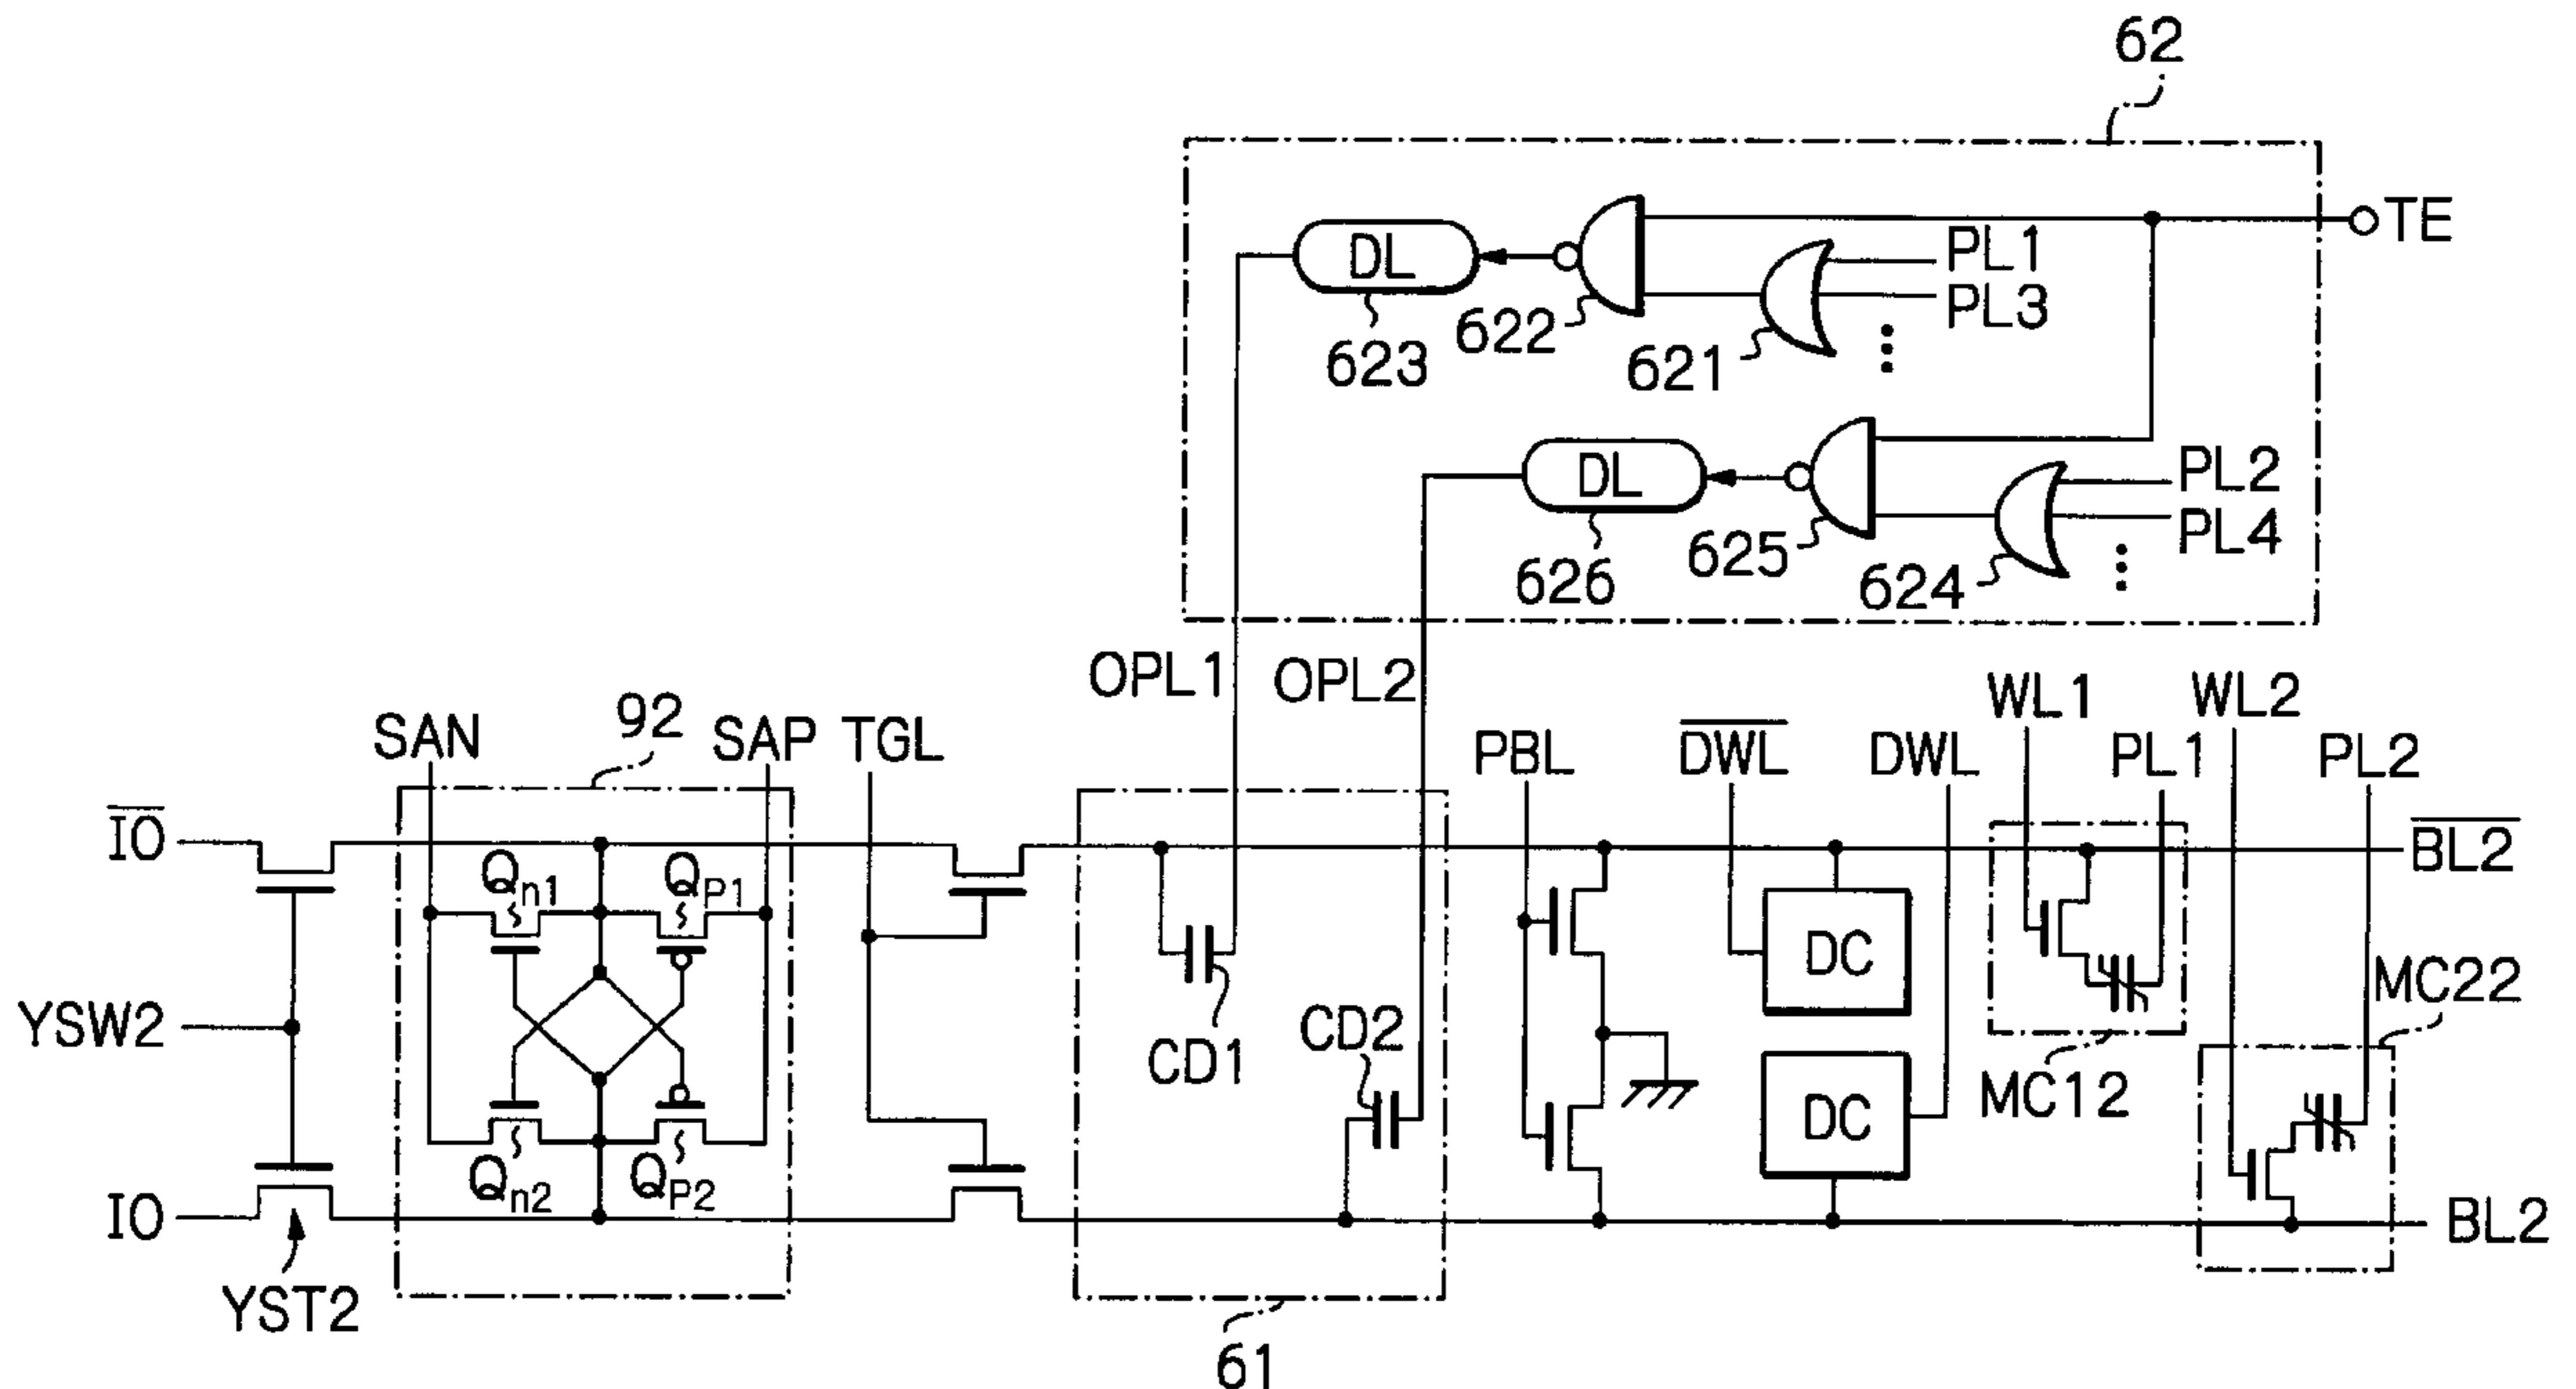 62
TE
DL
PL1
PL3
622
623
621
DL
PL2
PL4
625
626
624
OPL1
OPL2
WL1
WL2
92
SAN
SAP
TGL
PBL
DWL
DWL
PL1
PL2
IO
Qn1
QP1
BL2
DC
MC22
YSW2
CD2
CD1
MC12
DC
Qn2
QP2
IO
BL2
YST2
61